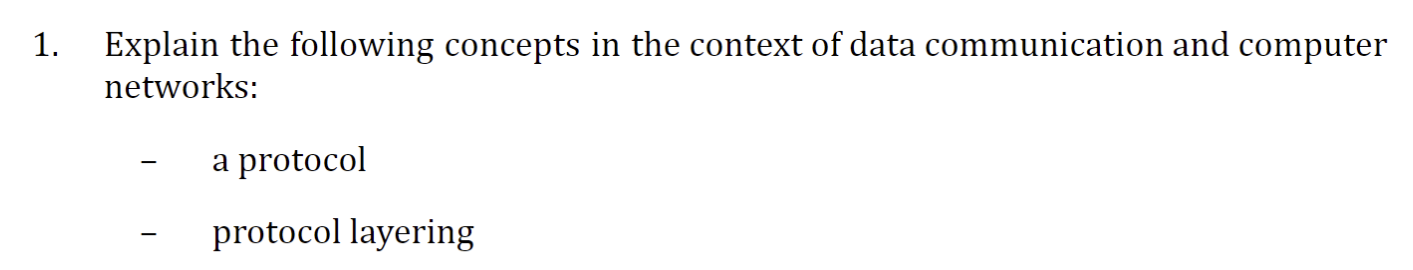 1. Explain the following concepts in the context of data communication and computer
networks:
– a protocol
– protocol layering